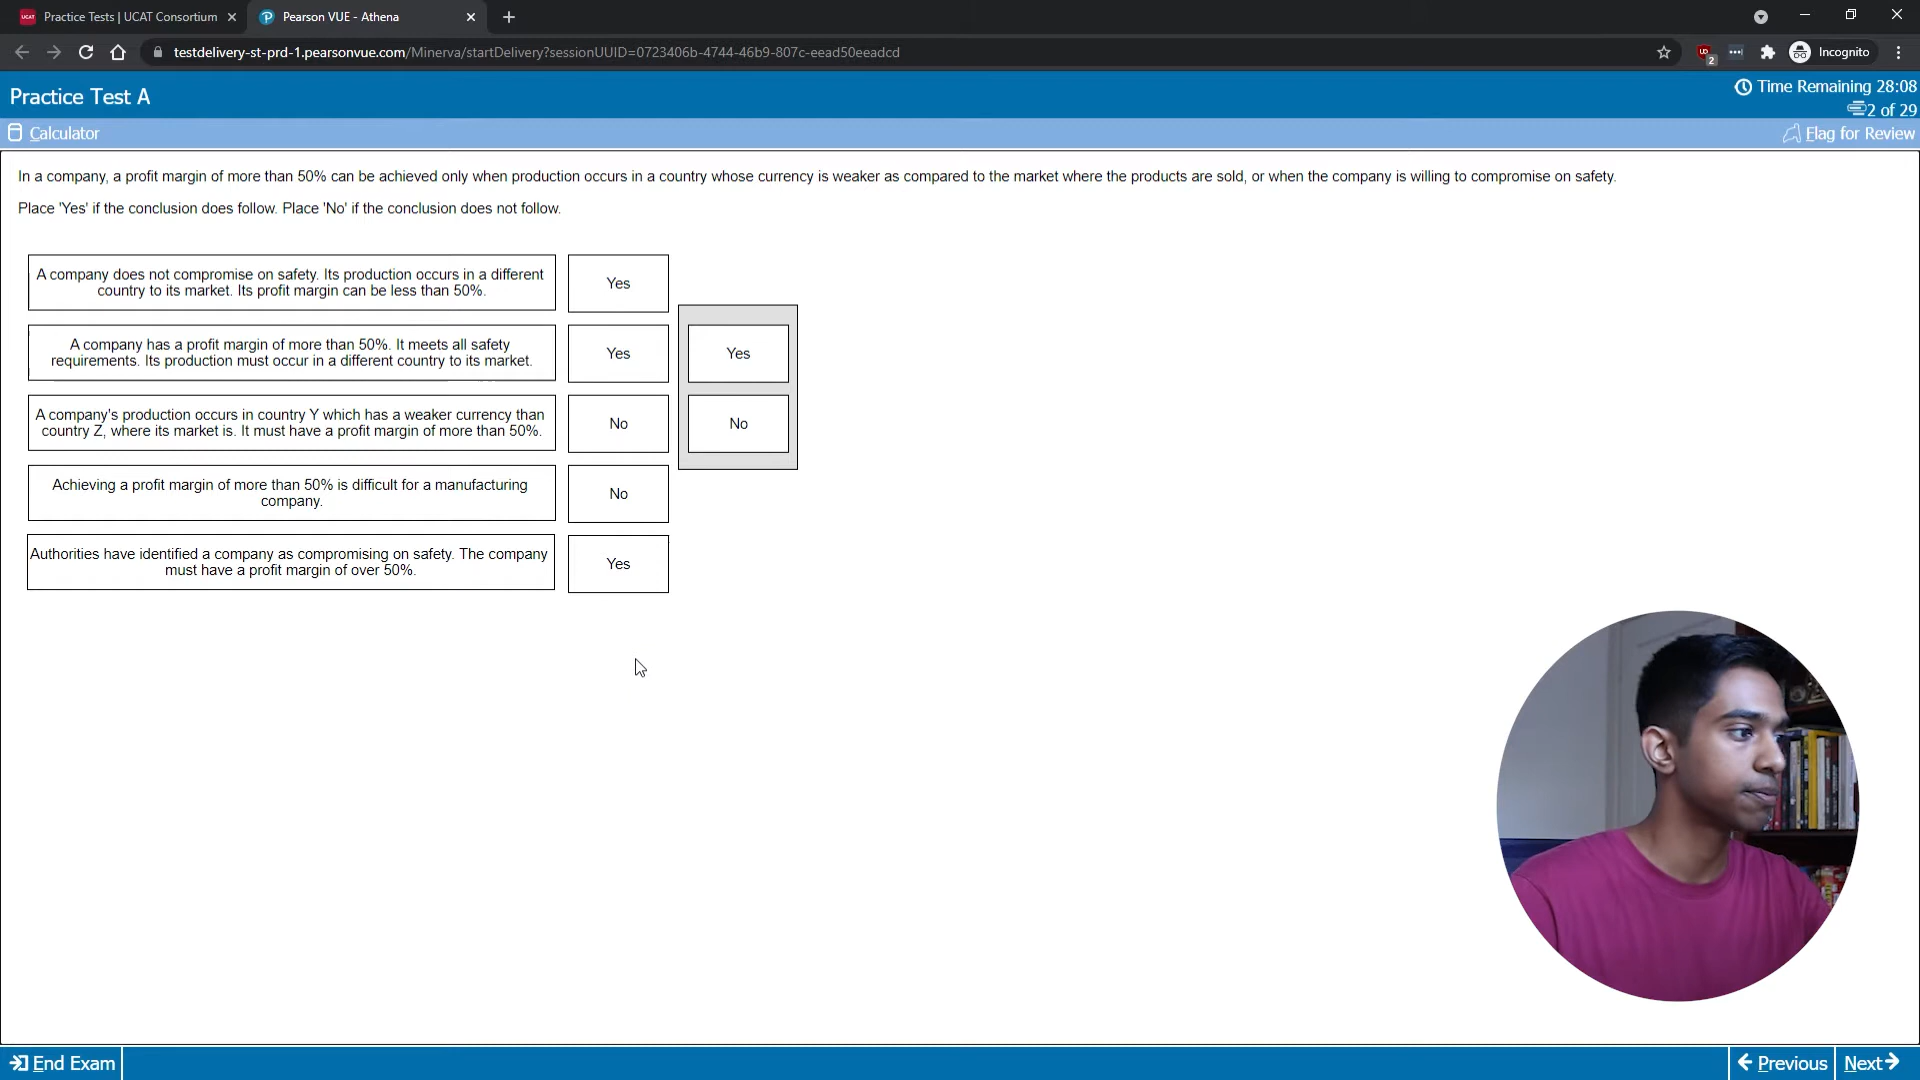 Practice Tests | UCAT Consortium
Pearson VUE - Athena
testdelivery-st-prd-1.pearsonvue.com/Minerva/startDelivery?sessionUUID=0723406b-4744-46b9-807c-eead50eeadcd
2
Incognito
Practice Test A
Time Remaining 28:08
2 of 29
Calculator
Flag for Review
In a company, a profit margin of more than 50% can be achieved only when production occurs in a country whose currency is weaker as compared to the market where the products are sold, or when the company is willing to compromise on safety.
Place 'Yes' if the conclusion does follow. Place 'No' if the conclusion does not follow.
A company does not compromise on safety. Its production occurs in a different
country to its market. Its profit margin can be less than 50%.
Yes
A company has a profit margin of more than 50%. It meets all safety
requirements. Its production must occur in a different country to its market.
Yes
Yes
A company's production occurs in country Y which has a weaker currency than
country Z, where its market is. It must have a profit margin of more than 50%.
No
No
Achieving a profit margin of more than 50% is difficult for a manufacturing
company.
No
Authorities have identified a company as compromising on safety. The company
must have a profit margin of over 50%.
Yes
End Exam
Previous
Next